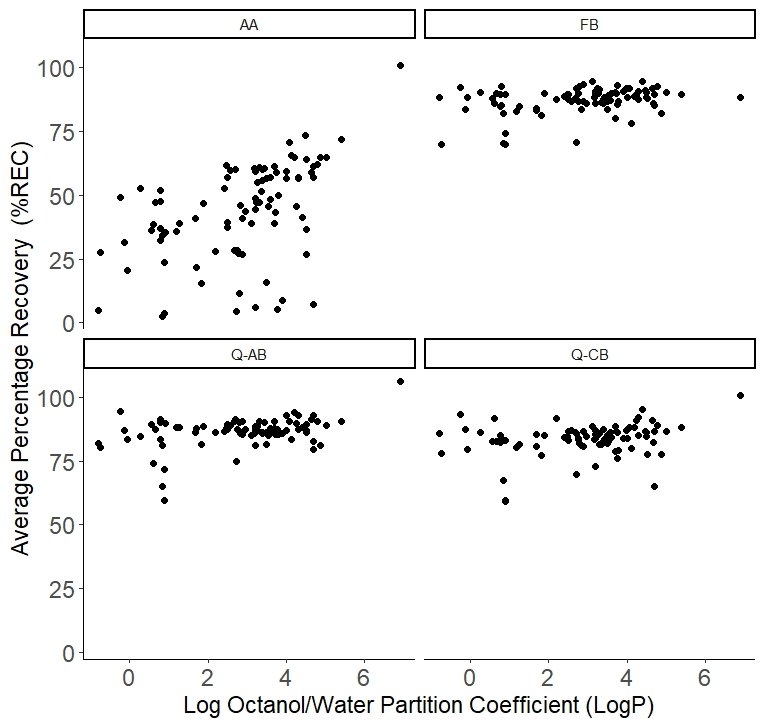 AA
FB
100
75
50
25
0
Q-AB
Q-CB
100
75
50
25
0
0 2 4 6 0 2 4 6
Log Octanol/Water Partition Coefficient (LogP)
Average Percentage Recovery (%REC)